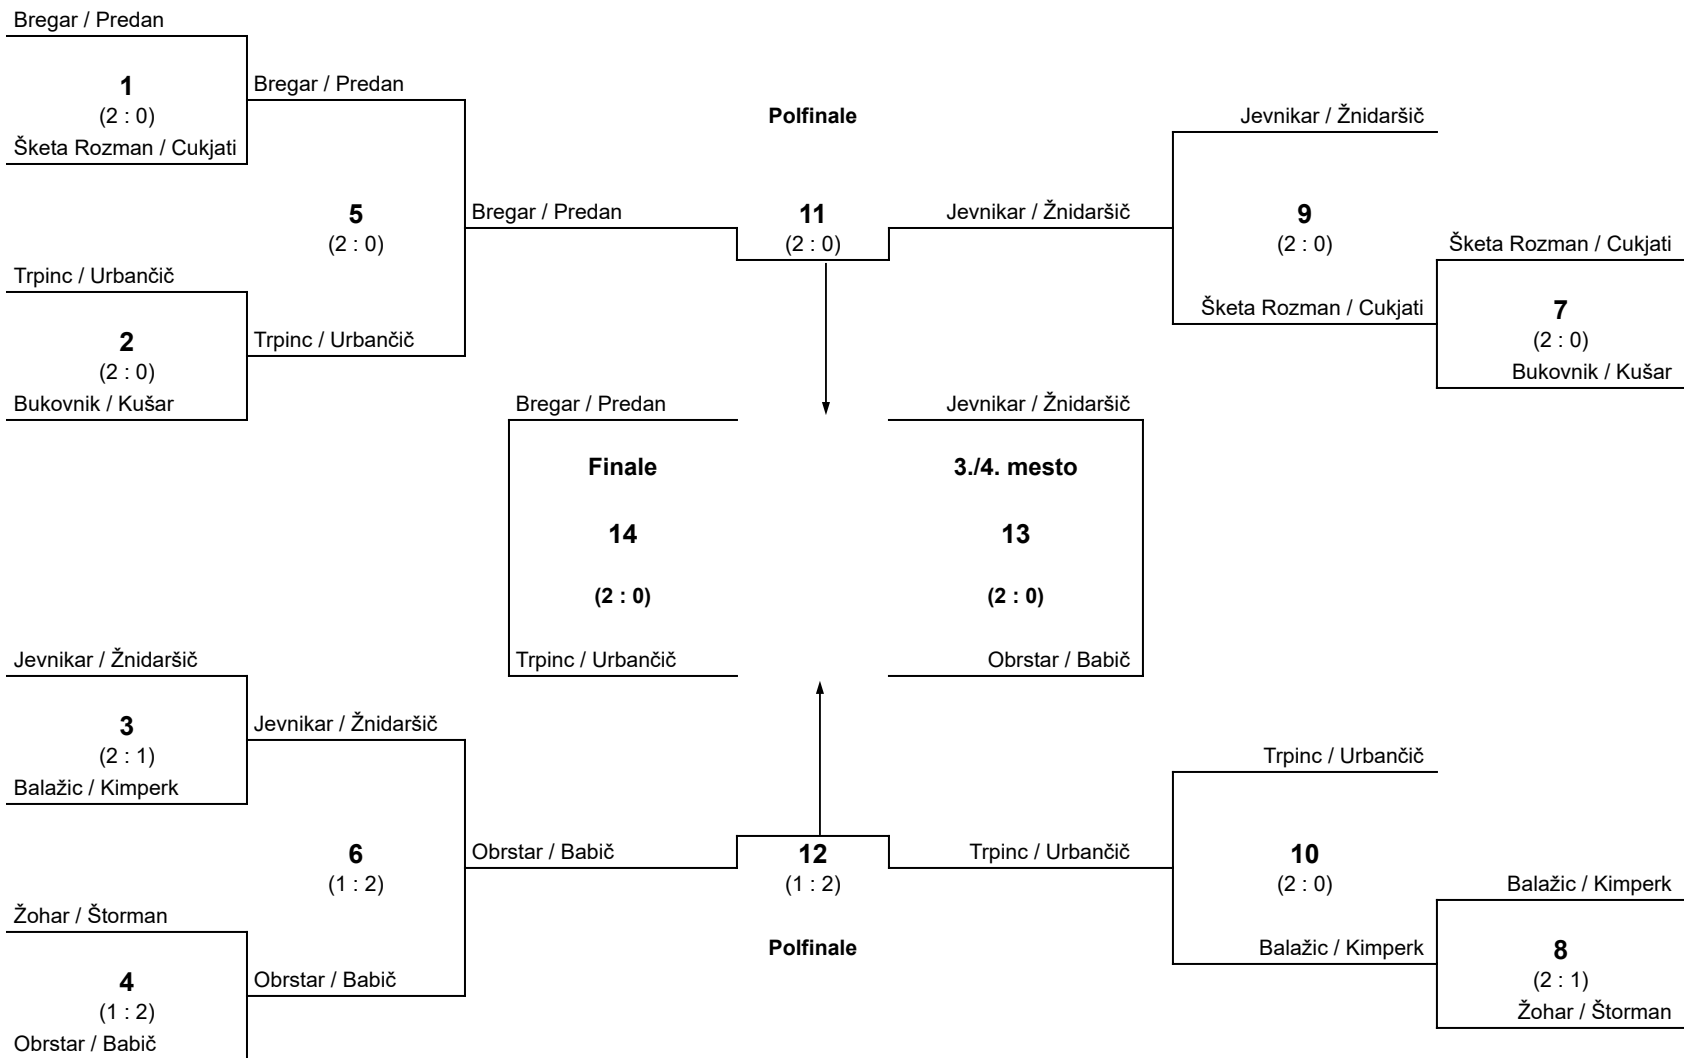 Bregar / Predan
1
(2 : 0)
Šketa Rozman / Cukjati
Bregar / Predan
5
(2 : 0)
Trpinc / Urbančič
2
(2 : 0)
Bukovnik / Kušar
Trpinc / Urbančič
Bregar / Predan
Polfinale
11
(2 : 0)
Jevnikar / Žnidaršič
Jevnikar / Žnidaršič
9
(2 : 0)
Šketa Rozman / Cukjati
Šketa Rozman / Cukjati
7
(2 : 0)
Bukovnik / Kušar
Bregar / Predan
Finale
14
(2 : 0)
Trpinc / Urbančič
Jevnikar / Žnidaršič
3./4. mesto
13
(2 : 0)
Obrstar / Babič
Jevnikar / Žnidaršič
3
(2 : 1)
Balažic / Kimperk
Jevnikar / Žnidaršič
6
(1 : 2)
Žohar / Štorman
4
(1 : 2)
Obrstar / Babič
Obrstar / Babič
Obrstar / Babič
12
(1 : 2)
Polfinale
Trpinc / Urbančič
Trpinc / Urbančič
10
(2 : 0)
Balažic / Kimperk
Balažic / Kimperk
8
(2 : 1)
Žohar / Štorman